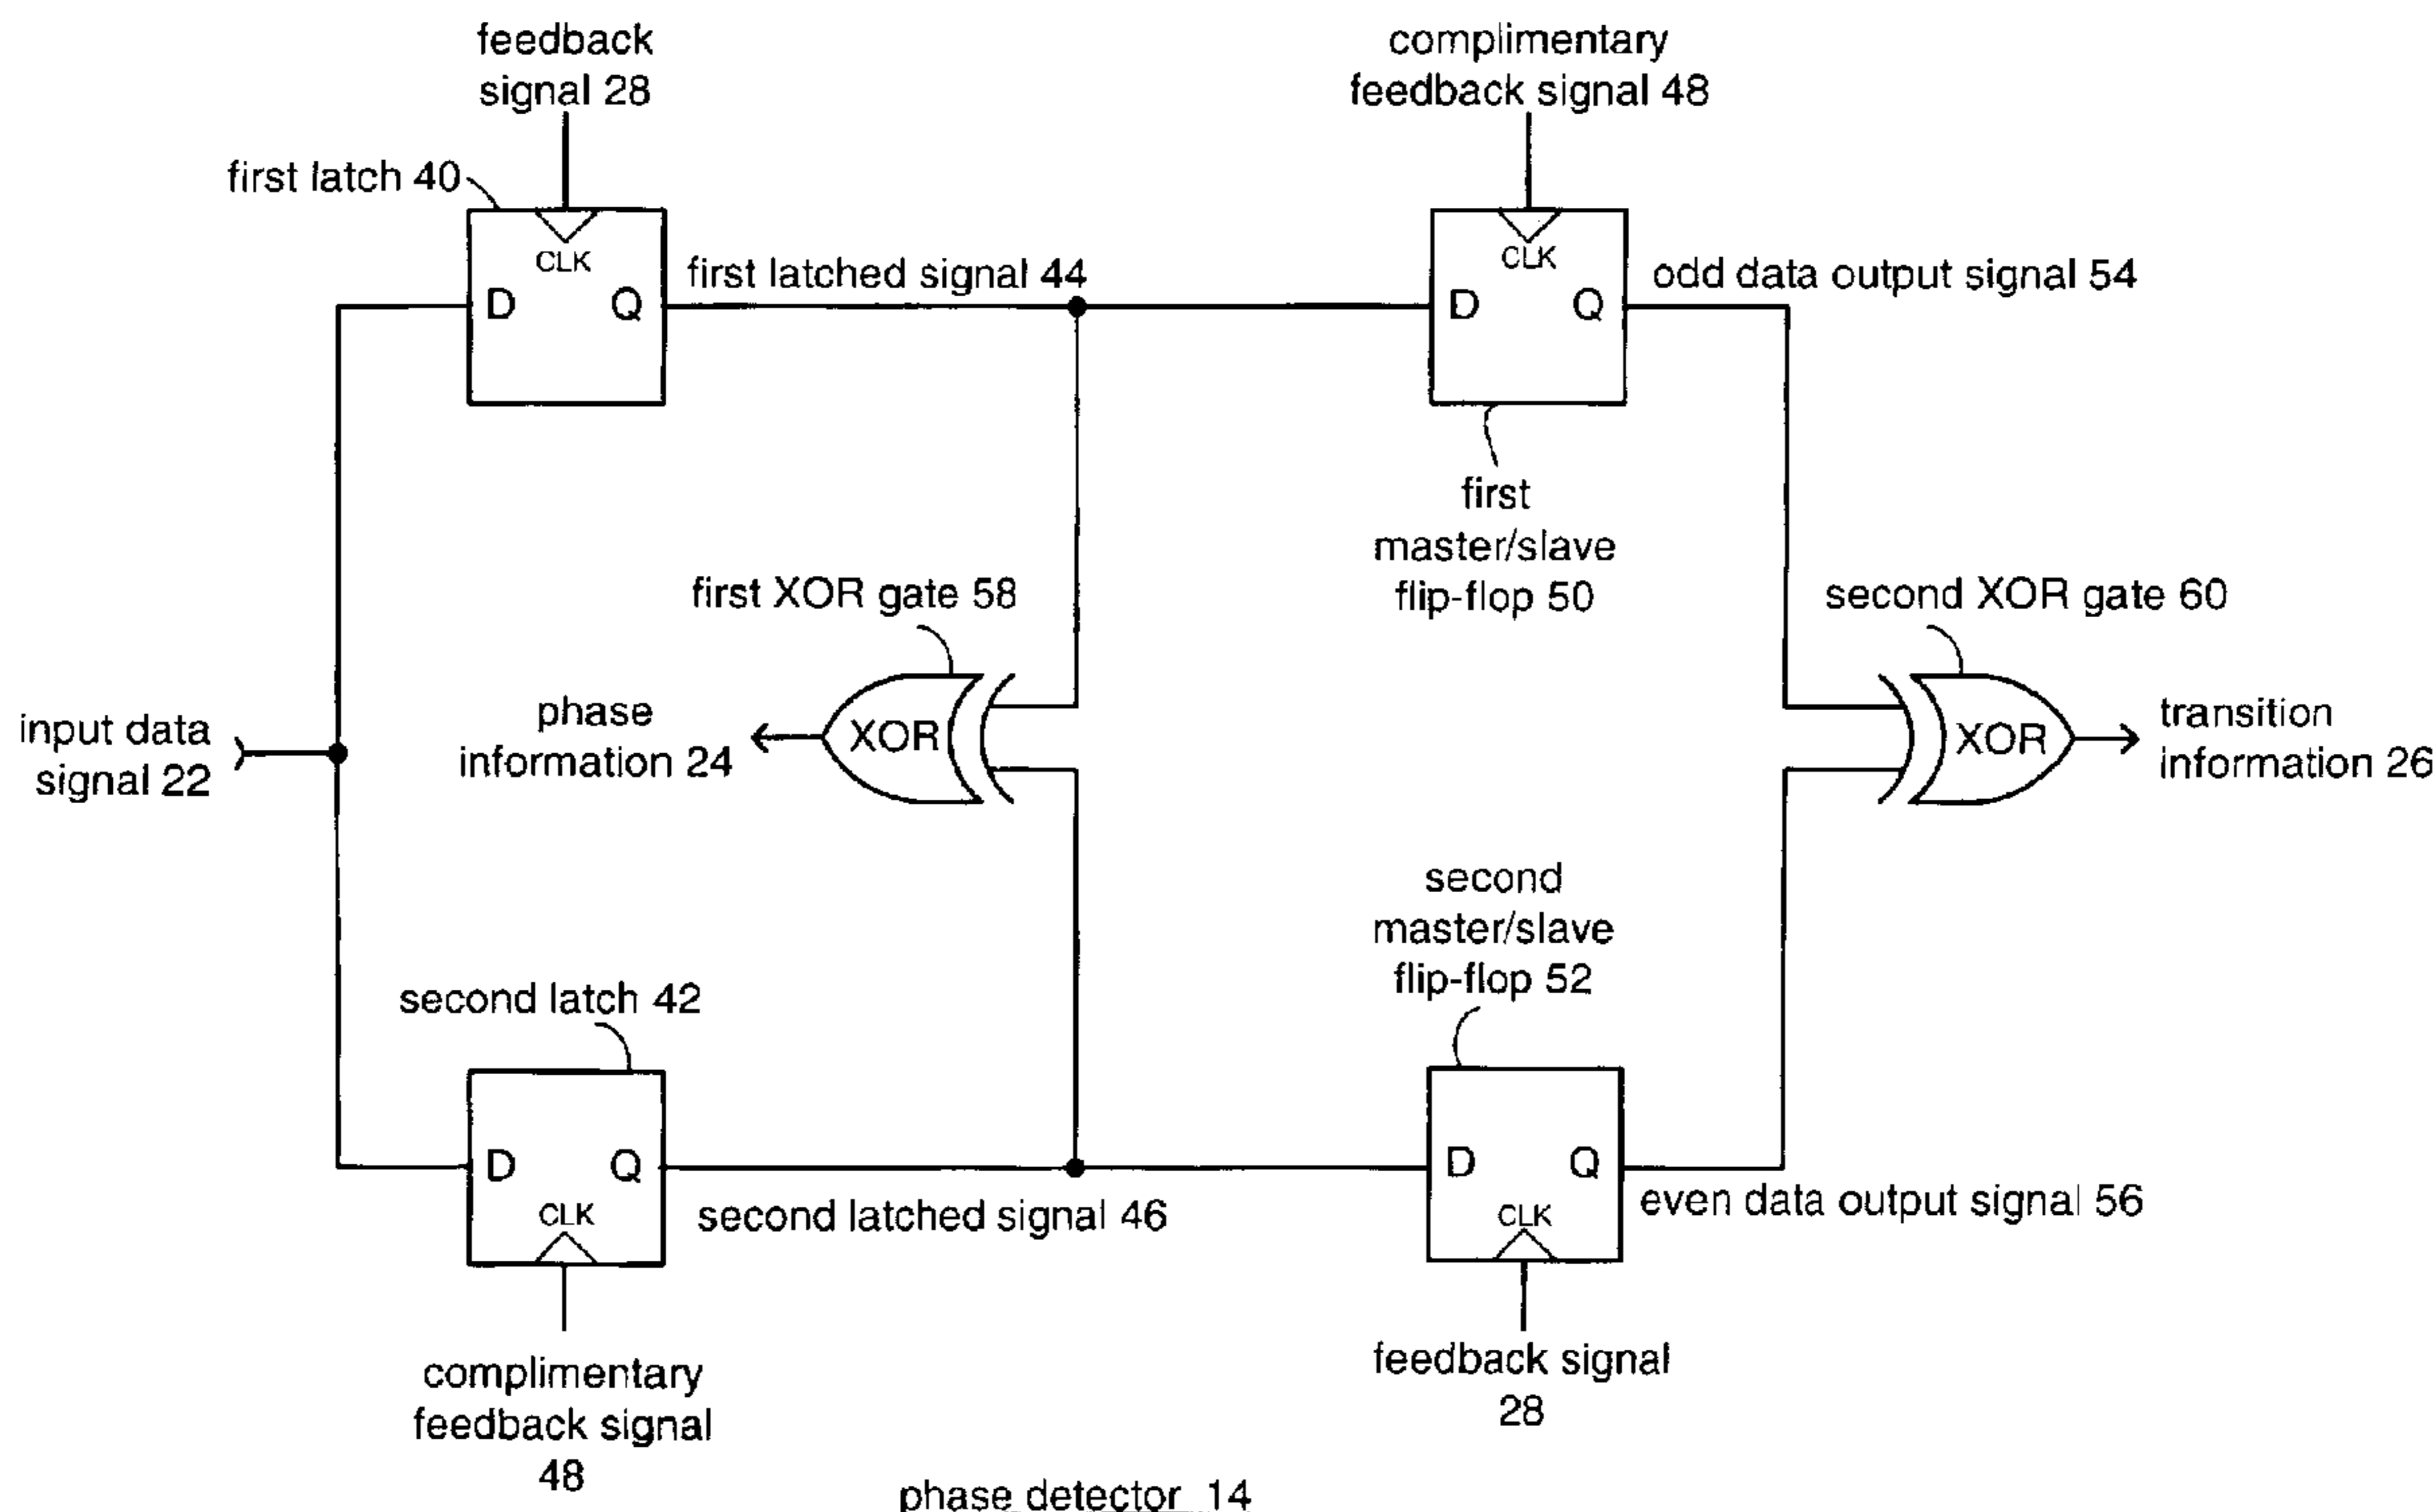 feedback
signal 28
complimentary
feedback signal 48
first latch 40
CLK
D
Q
first latched signal 44
CLK
D
Q
odd data output signal 54
first
master/slave
flip-flop 50
first XOR gate 58
second XOR gate 60
input data
signal 22
phase
information 24
XOR
XOR
transition
information 26
second
master/slave
flip-flop 52
second latch 42
D
Q
CLK
second latched signal 46
D
Q
CLK
even data output signal 56
complimentary
feedback signal
48
feedback signal
28
phase detector 14